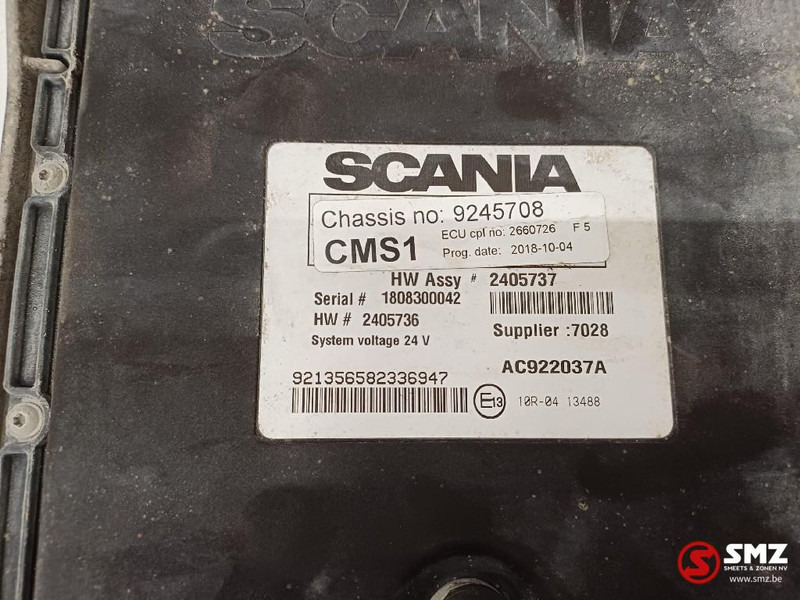 SCANIA
SCANIA
Chassis no: 9245708
ECU cpl no: 2660726 F 5
CMS1
Prog. date: 2018-10-04
HW Assy # 2405737
Serial # 1808300042
HW # 2405736
Supplier :7028
System voltage 24 V
AC922037A
921356582336947
E13
10R-04 13488
SMZ
SHEETS & ZONEN NV
www.smz.be